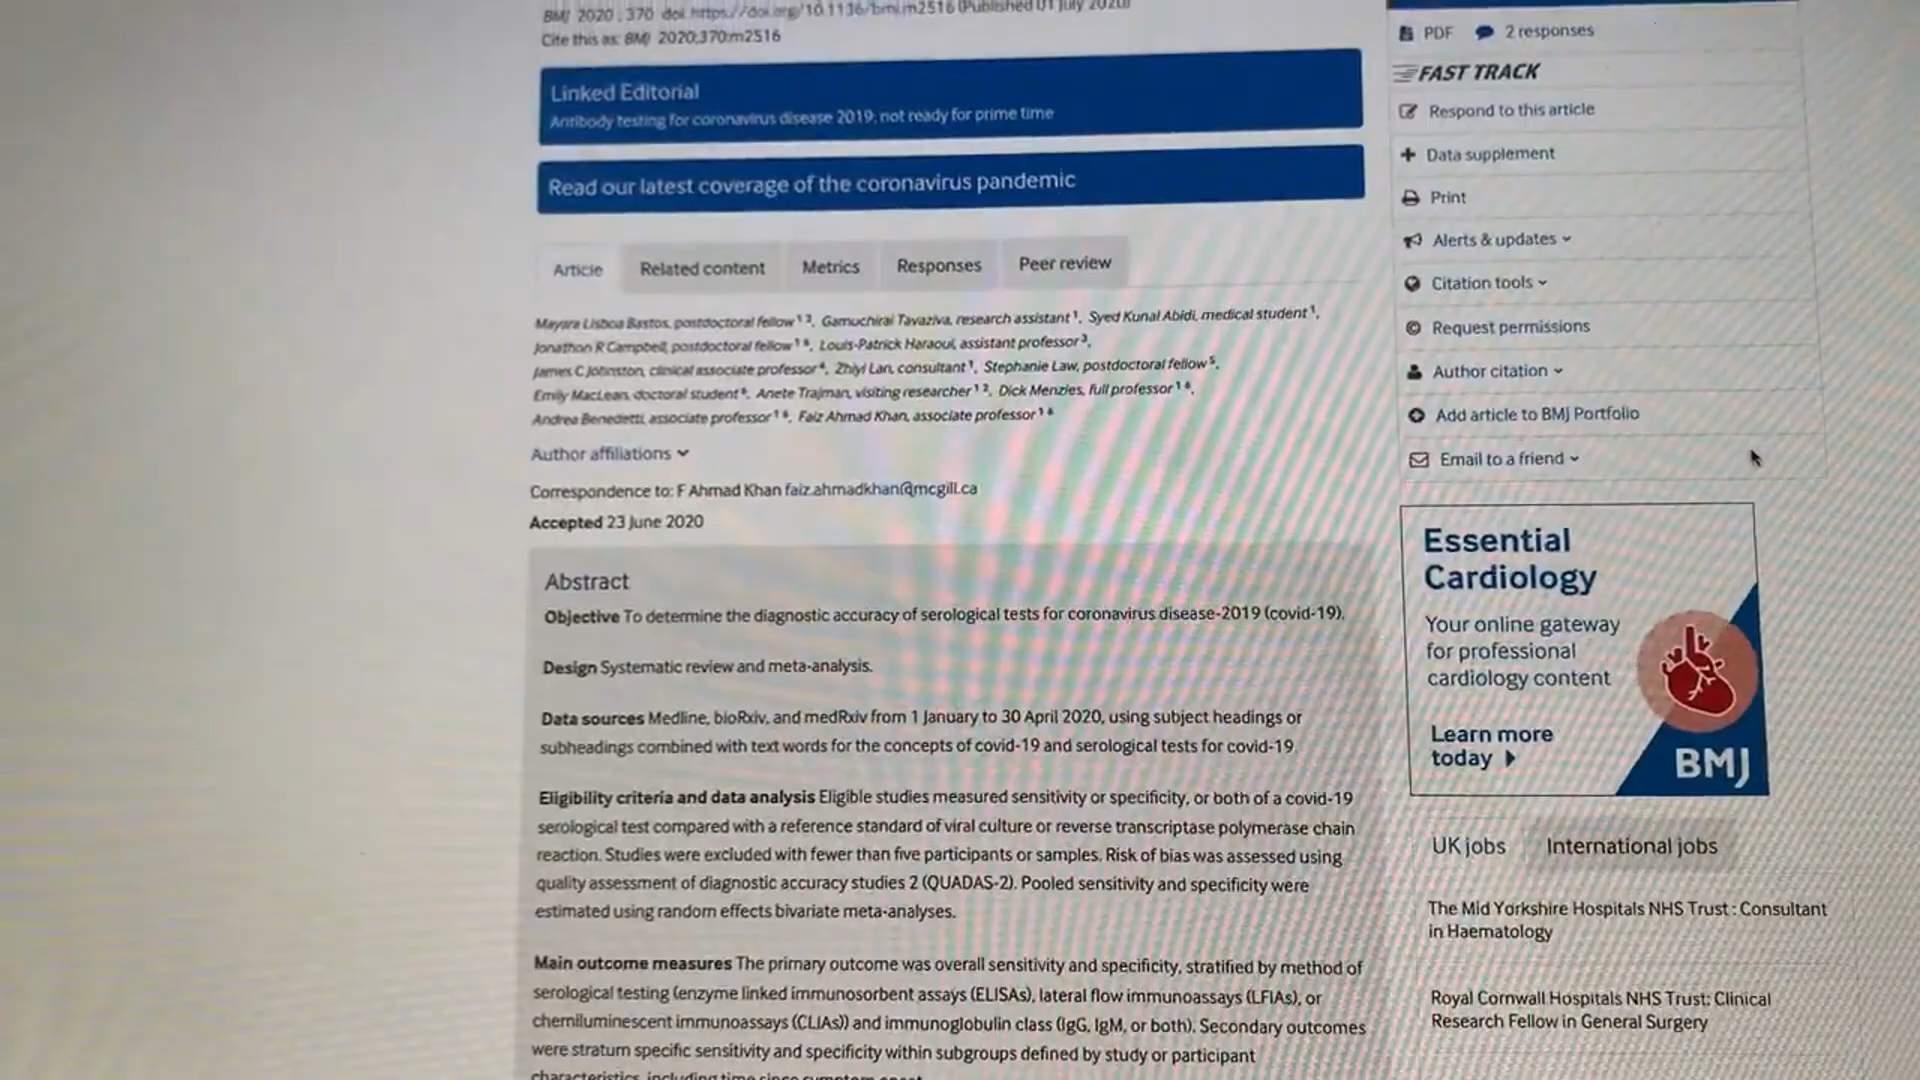 BMJ 2020 ; 370 doi: https://doi.org/10.1136/bmj.m2516 (Published 01 July 2020)
Cite this as: BMJ 2020;370:m2516
Linked Editorial
Antibody testing for coronavirus disease 2019: not ready for prime time
Read our latest coverage of the coronavirus pandemic
Article
Related content
Metrics
Responses
Peer review
Mayara Lisboa Bastos, postdoctoral fellow 1 2, Gamuchirai Tavaziva, research assistant 1, Syed Kunal Abidi, medical student 1,
Jonathon R Campbell, postdoctoral fellow 1 6, Louis-Patrick Haraoui, assistant professor 3,
James C Johnston, clinical associate professor 4, Zhiyi Lan, consultant 1, Stephanie Law, postdoctoral fellow 5,
Emily MacLean, doctoral student 6, Anete Trajman, visiting researcher 1 2, Dick Menzies, full professor 1 6,
Andrea Benedetti, associate professor 1 6, Faiz Ahmad Khan, associate professor 1 6
Author affiliations
Correspondence to: F Ahmad Khan faiz.ahmadkhan@mcgill.ca
Accepted 23 June 2020
Abstract
Objective To determine the diagnostic accuracy of serological tests for coronavirus disease-2019 (covid-19).
Design Systematic review and meta-analysis.
Data sources Medline, bioRxiv, and medRxiv from 1 January to 30 April 2020, using subject headings or
subheadings combined with text words for the concepts of covid-19 and serological tests for covid-19.
Eligibility criteria and data analysis Eligible studies measured sensitivity or specificity, or both of a covid-19
serological test compared with a reference standard of viral culture or reverse transcriptase polymerase chain
reaction. Studies were excluded with fewer than five participants or samples. Risk of bias was assessed using
quality assessment of diagnostic accuracy studies 2 (QUADAS-2). Pooled sensitivity and specificity were
estimated using random effects bivariate meta-analyses.
Main outcome measures The primary outcome was overall sensitivity and specificity, stratified by method of
serological testing (enzyme linked immunosorbent assays (ELISAs), lateral flow immunoassays (LFIAs), or
chemiluminescent immunoassays (CLIAs)) and immunoglobulin class (IgG, IgM, or both). Secondary outcomes
were stratum specific sensitivity and specificity within subgroups defined by study or participant
characteristics, including time since symptom onset.
PDF
2 responses
FAST TRACK
Respond to this article
Data supplement
Print
Alerts & updates
Citation tools
Request permissions
Author citation
Add article to BMJ Portfolio
Email to a friend
Essential
Cardiology
Your online gateway
for professional
cardiology content
Learn more
today
BMJ
UK jobs
International jobs
The Mid Yorkshire Hospitals NHS Trust : Consultant
in Haematology
Royal Cornwall Hospitals NHS Trust: Clinical
Research Fellow in General Surgery